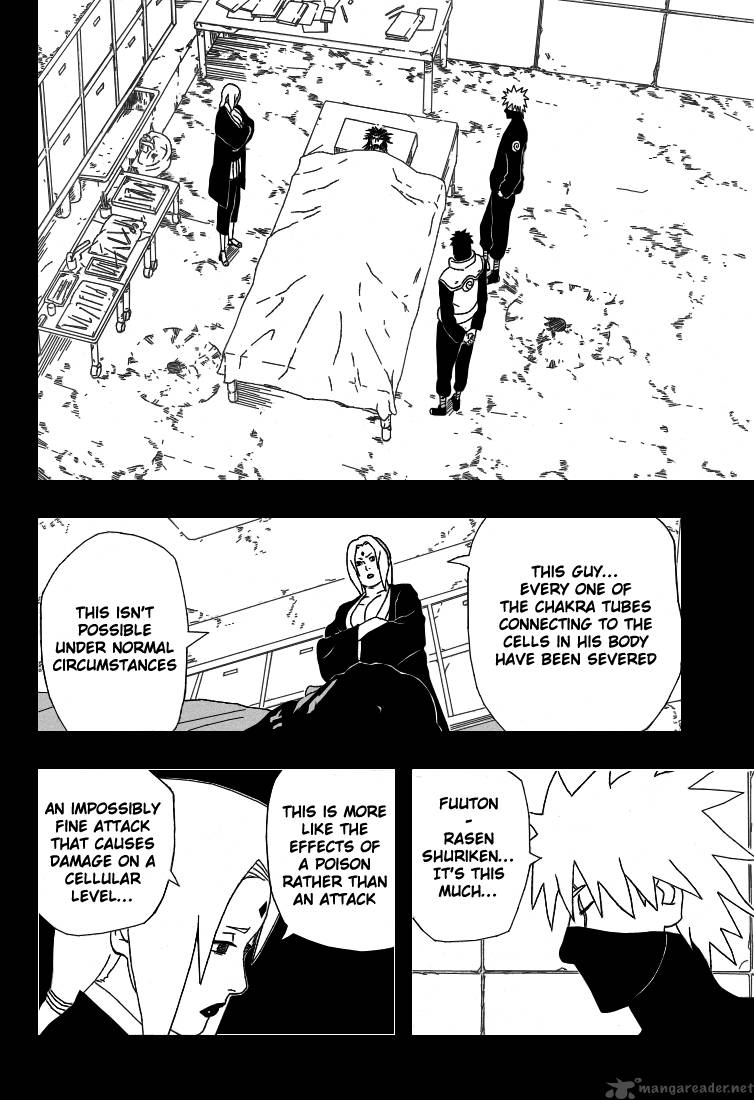 THIS GUY...
EVERY ONE OF
THE CHAKRA TUBES
CONNECTING TO THE
CELLS IN HIS BODY
HAVE BEEN SEVERED
THIS ISN'T
POSSIBLE
UNDER NORMAL
CIRCUMSTANCES
FUUTON
-
RASEN
SHURIKEN...
IT'S THIS
MUCH...
THIS IS MORE
LIKE THE
EFFECTS OF
A POISON
RATHER THAN
AN ATTACK
AN IMPOSSIBLY
FINE ATTACK
THAT CAUSES
DAMAGE ON A
CELLULAR
LEVEL...
mangareader.net